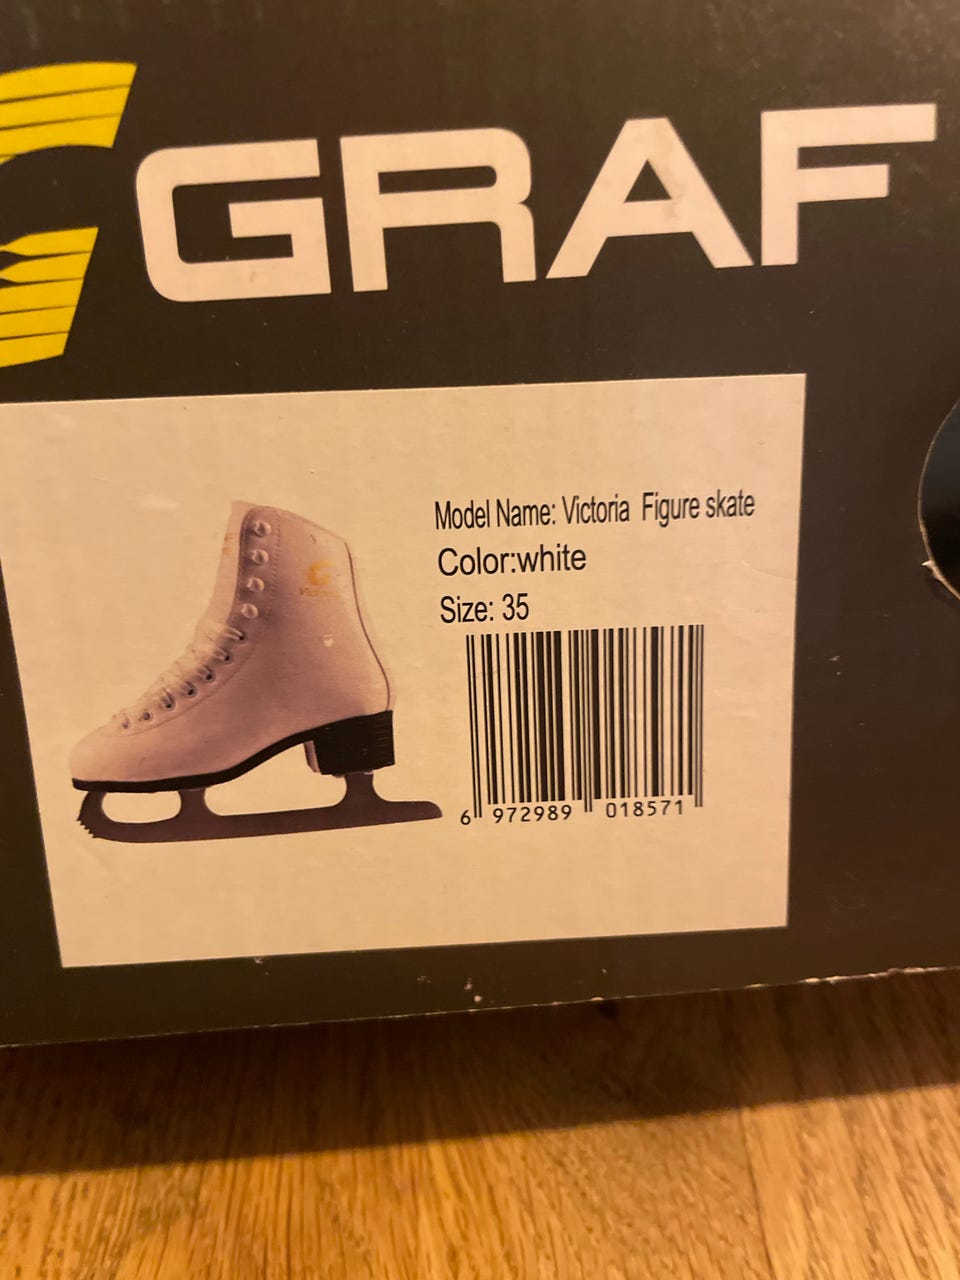 GRAF
Model Name: Victoria Figure skate
Color:white
Size: 35
6 972989 018571